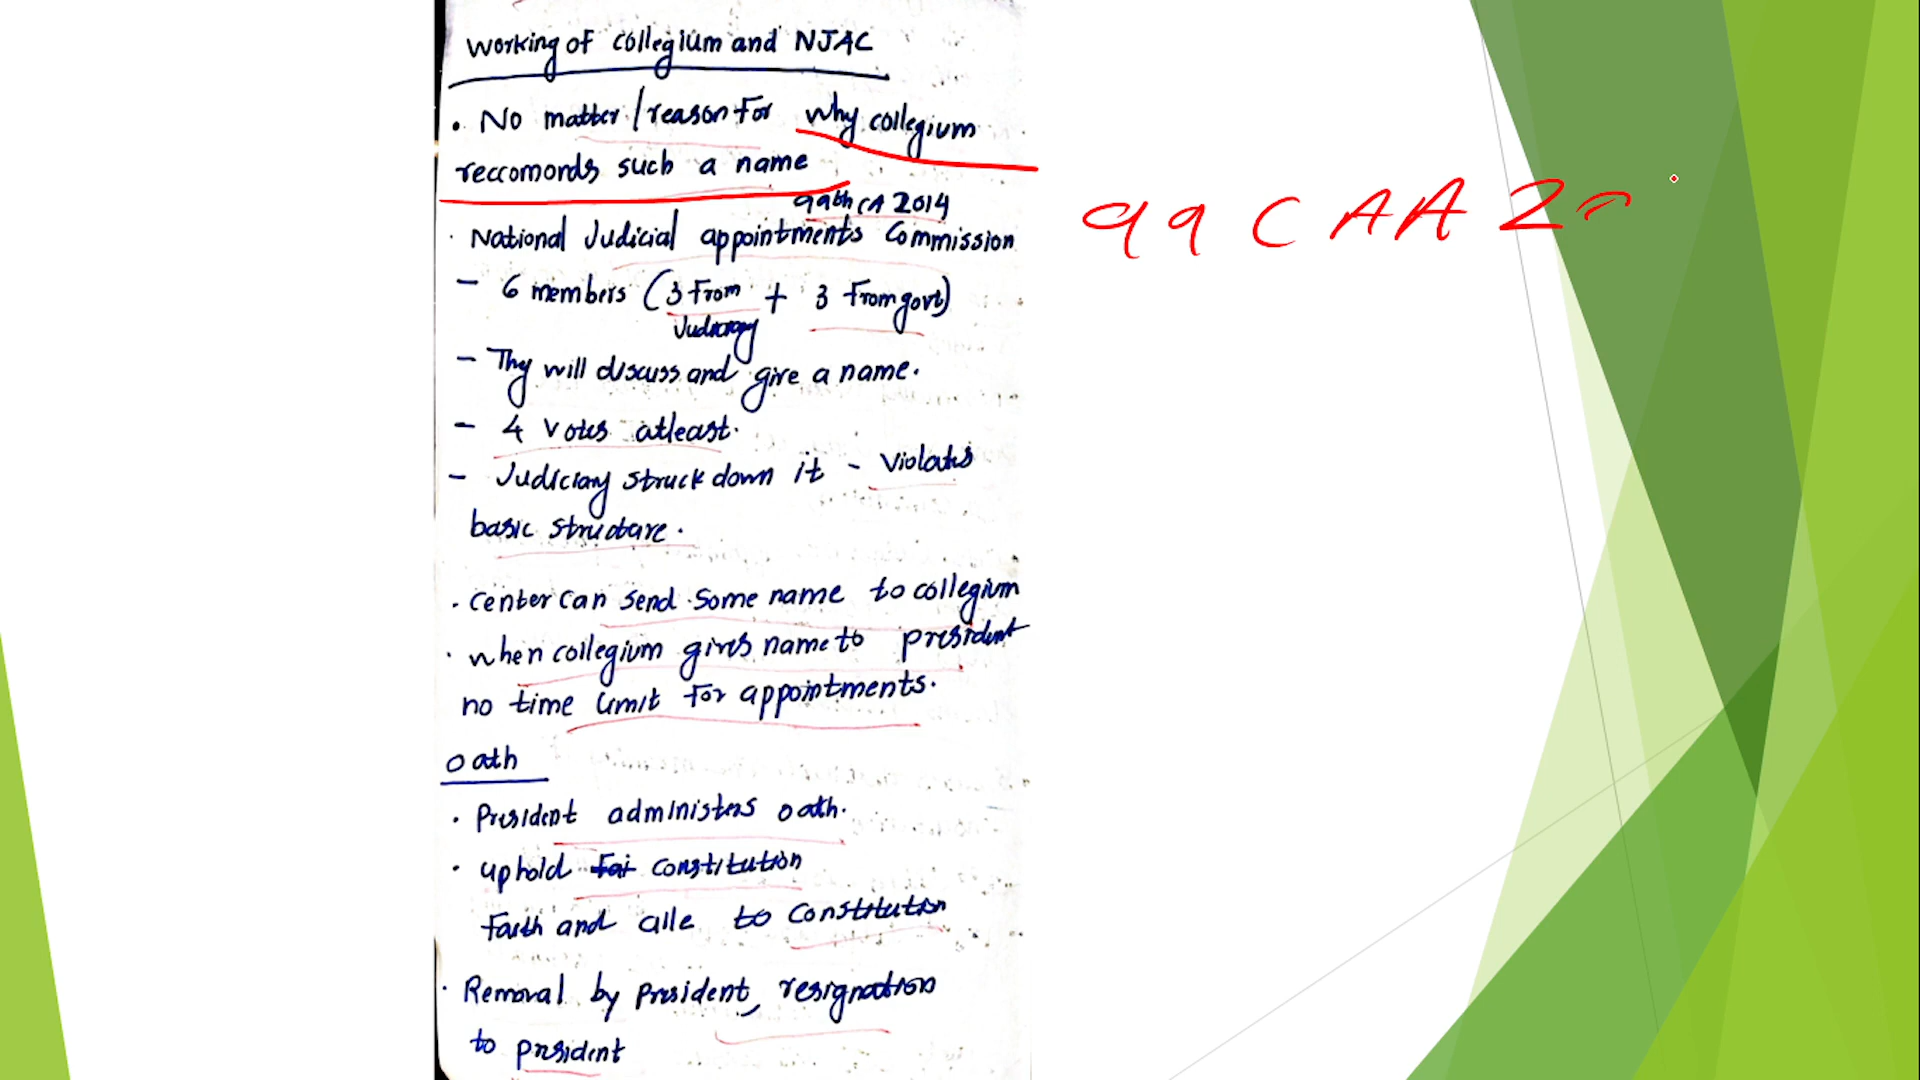 Working of collegium and NJAC
. No matter / reason for why collegium
reccomords such a name
99th CA 2014
. National Judicial appointments Commission
- 6 members (3 from + 3 from govt)
Judiciary
- Thy will discuss and give a name.
- 4 votes atleast.
- Judiciary struck down it - violates
basic structure.
. Center can send some name to collegium
. when collegium gives name to president
no time limit for appointments.
Oath
. President administers oath.
. uphold constitution
Faith and alle to constitution
. Removal by president, resignation
to president
99 C AA 20